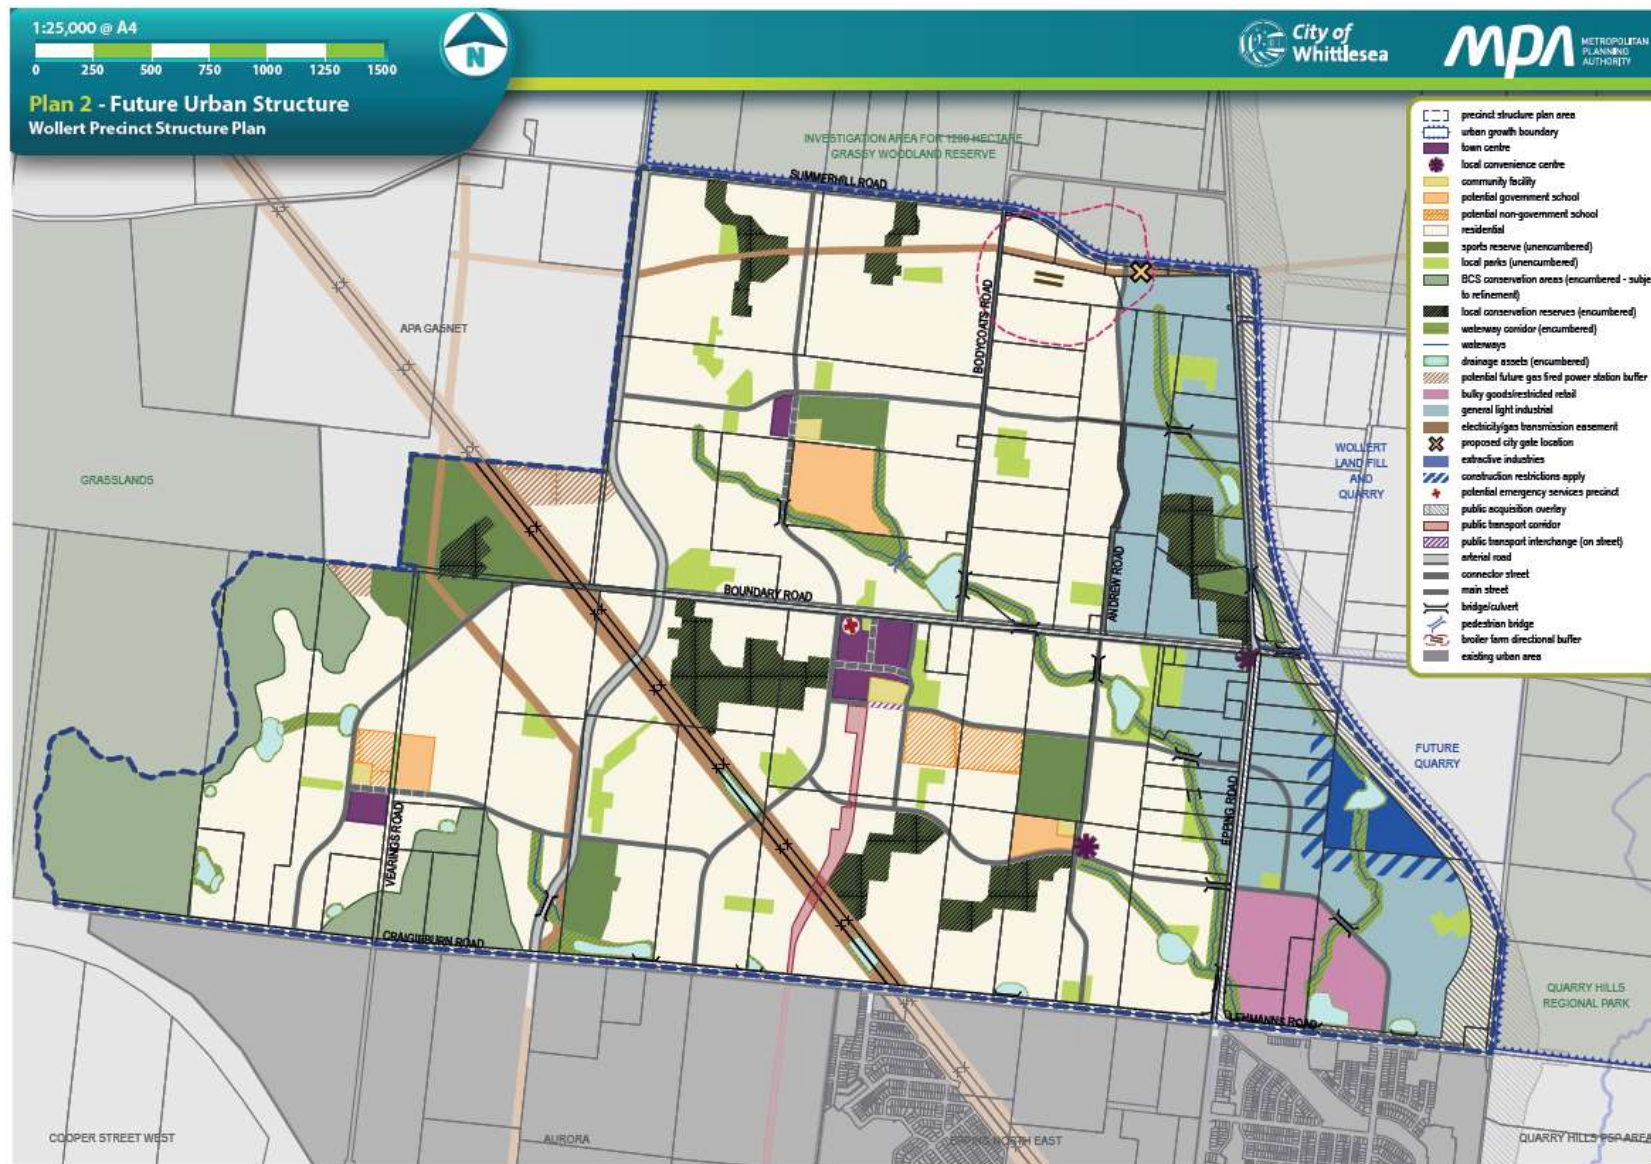 1:25,000 @ A4
0 250 500 750 1000 1250 1500
N
Plan 2 - Future Urban Structure
Wollert Precinct Structure Plan
City of
Whittlesea
MPA
METROPOLITAN
PLANNING
AUTHORITY
precinct structure plan area
urban growth boundary
town centre
local convenience centre
community facility
potential government school
potential non-government school
residential
sports reserve (unencumbered)
local parks (unencumbered)
BCS conservation areas (encumbered - subje
to refinement)
local conservation reserves (encumbered)
waterway corridor (encumbered)
waterways
drainage assets (encumbered)
potential future gas fired power station buffer
bulky goods/restricted retail
general light industrial
electricity/gas transmission easement
proposed city gate location
extractive industries
construction restrictions apply
potential emergency services precinct
public acquisition overlay
public transport corridor
public transport interchange (on street)
arterial road
connector street
main street
bridge/culvert
pedestrian bridge
broiler farm directional buffer
existing urban area
INVESTIGATION AREA FOR 1200 HECTARE
GRASSY WOODLAND RESERVE
SUMMERHILL ROAD
APA GASNET
BODYCOATS ROAD
GRASSLANDS
WOLLERT
LAND FILL
AND
QUARRY
ANDREW ROAD
BOUNDARY ROAD
FUTURE
QUARRY
VEARINGS ROAD
EPPING ROAD
CRAIGIEBURN ROAD
LEHMANNS ROAD
QUARRY HILLS
REGIONAL PARK
COOPER STREET WEST
AURORA
EPPING NORTH EAST
QUARRY HILLS PSP AREA